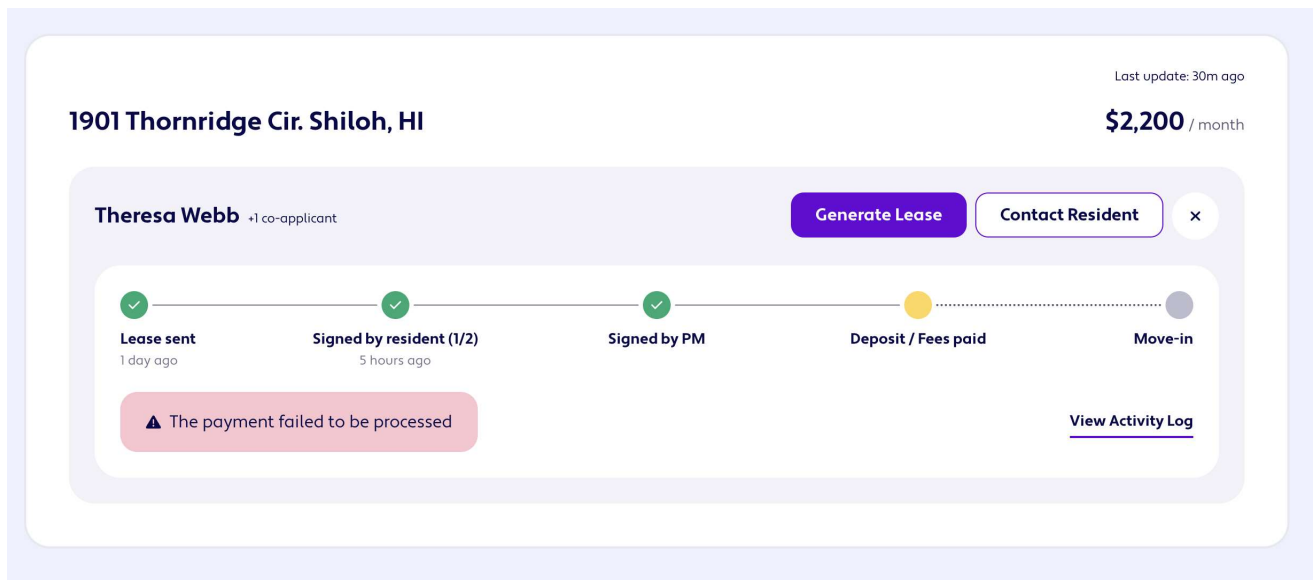 Last update: 30m ago
1901 Thornridge Cir. Shiloh, HI
$2,200 / month
Theresa Webb +1 co-applicant
Generate Lease
Contact Resident
×
Lease sent
1 day ago
Signed by resident (1/2)
5 hours ago
Signed by PM
Deposit / Fees paid
Move-in
The payment failed to be processed
View Activity Log